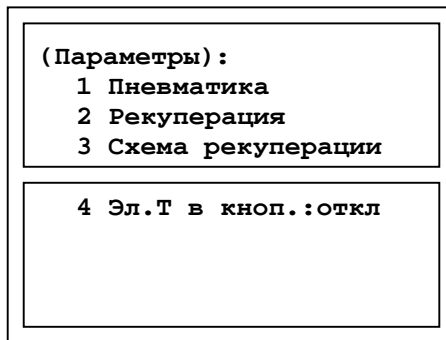 (Параметры):
1 Пневматика
2 Рекуперация
3 Схема рекуперации
4 Эл.Т в кноп.:откл